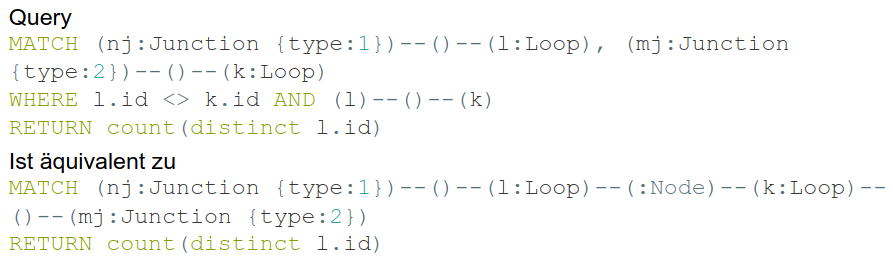 Query
MATCH (nj:Junction {type:1})--()--(l:Loop), (mj:Junction
{type:2})--()--(k:Loop)
WHERE l.id <> k.id AND (l)--()--(k)
RETURN count(distinct l.id)
Ist äquivalent zu
MATCH (nj:Junction {type:1})--()--(l:Loop)--(:Node)--(k:Loop)--
()--(mj:Junction {type:2})
RETURN count(distinct l.id)